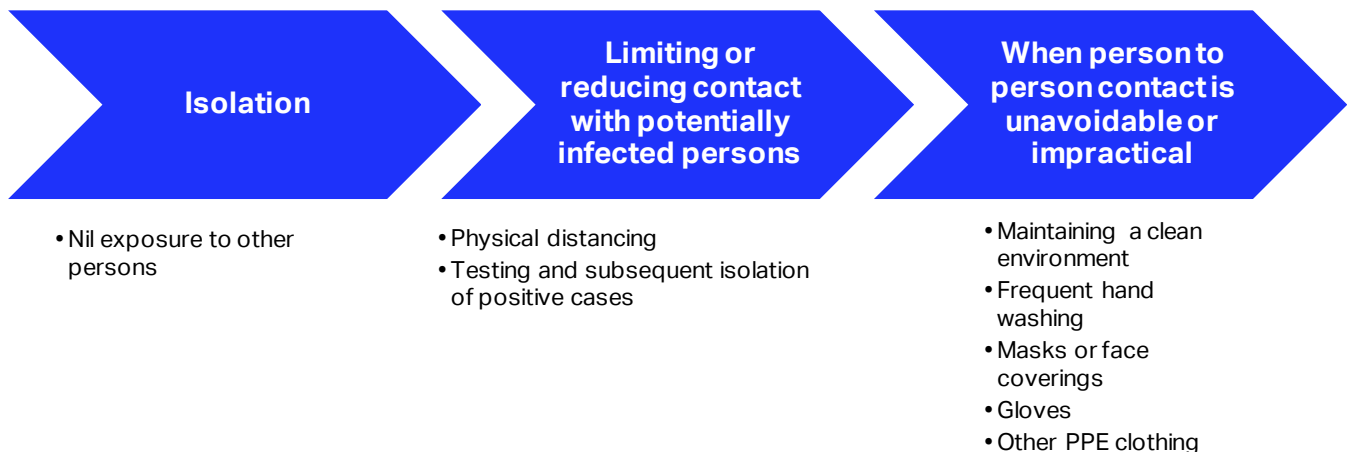 Isolation
• Nil exposure to other
persons
Limiting or
reducing contact
with potentially
infected persons
• Physical distancing
• Testing and subsequent isolation
of positive cases
When person to
person contact is
unavoidable or
impractical
• Maintaining a clean
environment
• Frequent hand
washing
• Masks or face
coverings
• Gloves
• Other PPE clothing